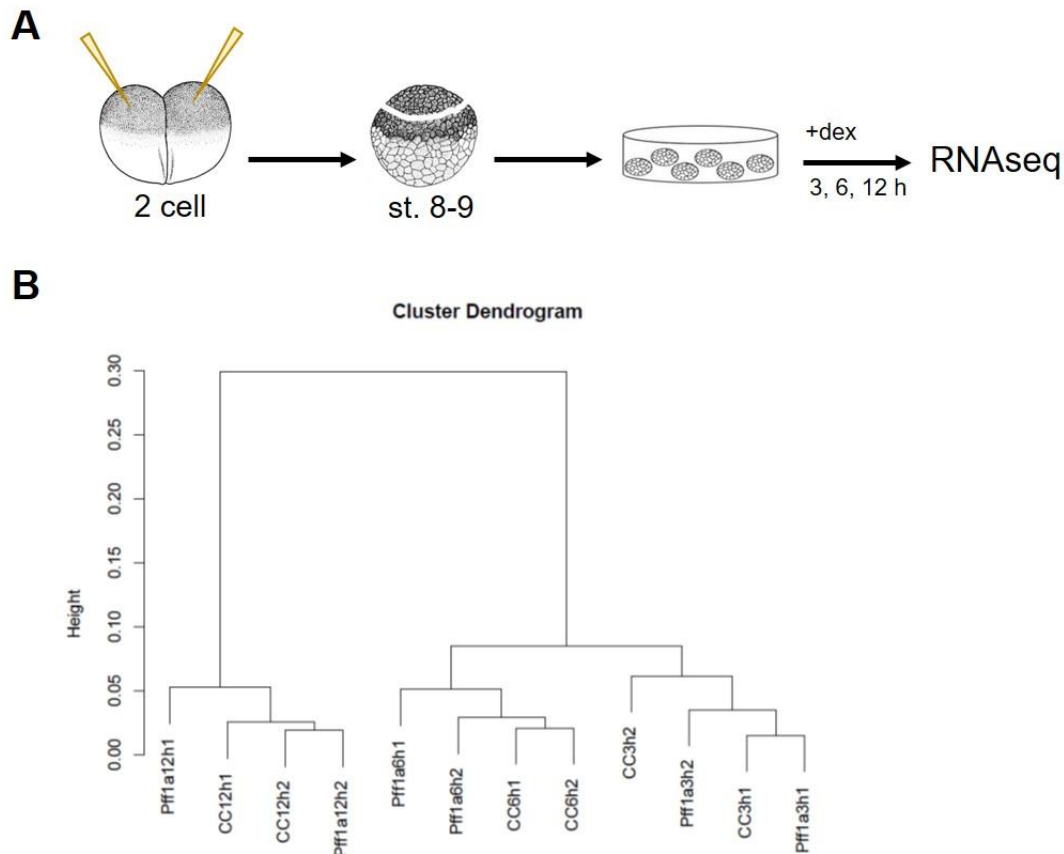 A
2 cell
st. 8-9
+dex
3, 6, 12 h
RNAseq
B
Cluster Dendrogram
Height
0.30
0.25
0.20
0.15
0.10
0.05
0.00
Pff1a12h1
CC12h1
CC12h2
Pff1a12h2
Pff1a6h1
Pff1a6h2
CC6h1
CC6h2
CC3h2
Pff1a3h2
CC3h1
Pff1a3h1